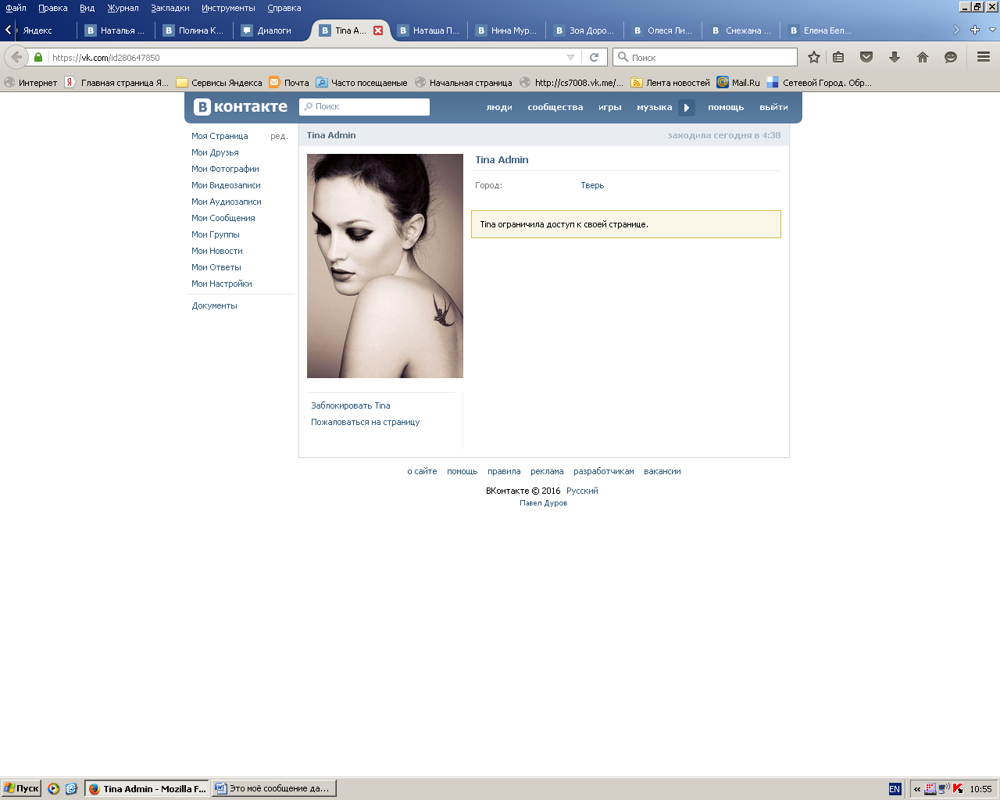 Файл Правка Вид Журнал Закладки Инструменты Справка
Яндекс
Наталья ...
Полина К...
Диалоги
Tina A...
Наташа П...
Нина Мур...
Зоя Доро...
Олеся Ли...
Снежана ...
Елена Бел...
https://vk.com/id280647850
Поиск
Интернет
Главная страница Я...
Сервисы Яндекса
Почта
Часто посещаемые
Начальная страница
http://cs7008.vk.me/...
Лента новостей
Mail.Ru
Сетевой Город. Обр...
В контакте
Поиск
люди сообщества игры музыка помощь выйти
Моя Страница ред.
Мои Друзья
Мои Фотографии
Мои Видеозаписи
Мои Аудиозаписи
Мои Сообщения
Мои Группы
Мои Новости
Мои Ответы
Мои Настройки
Документы
Tina Admin заходила сегодня в 4:38
Tina Admin
Город: Тверь
Tina ограничила доступ к своей странице.
Заблокировать Tina
Пожаловаться на страницу
о сайте помощь правила реклама разработчикам вакансии
ВКонтакте © 2016 Русский
Павел Дуров
Пуск
Tina Admin - Mozilla F...
Это моё сообщение да...
EN
10:55